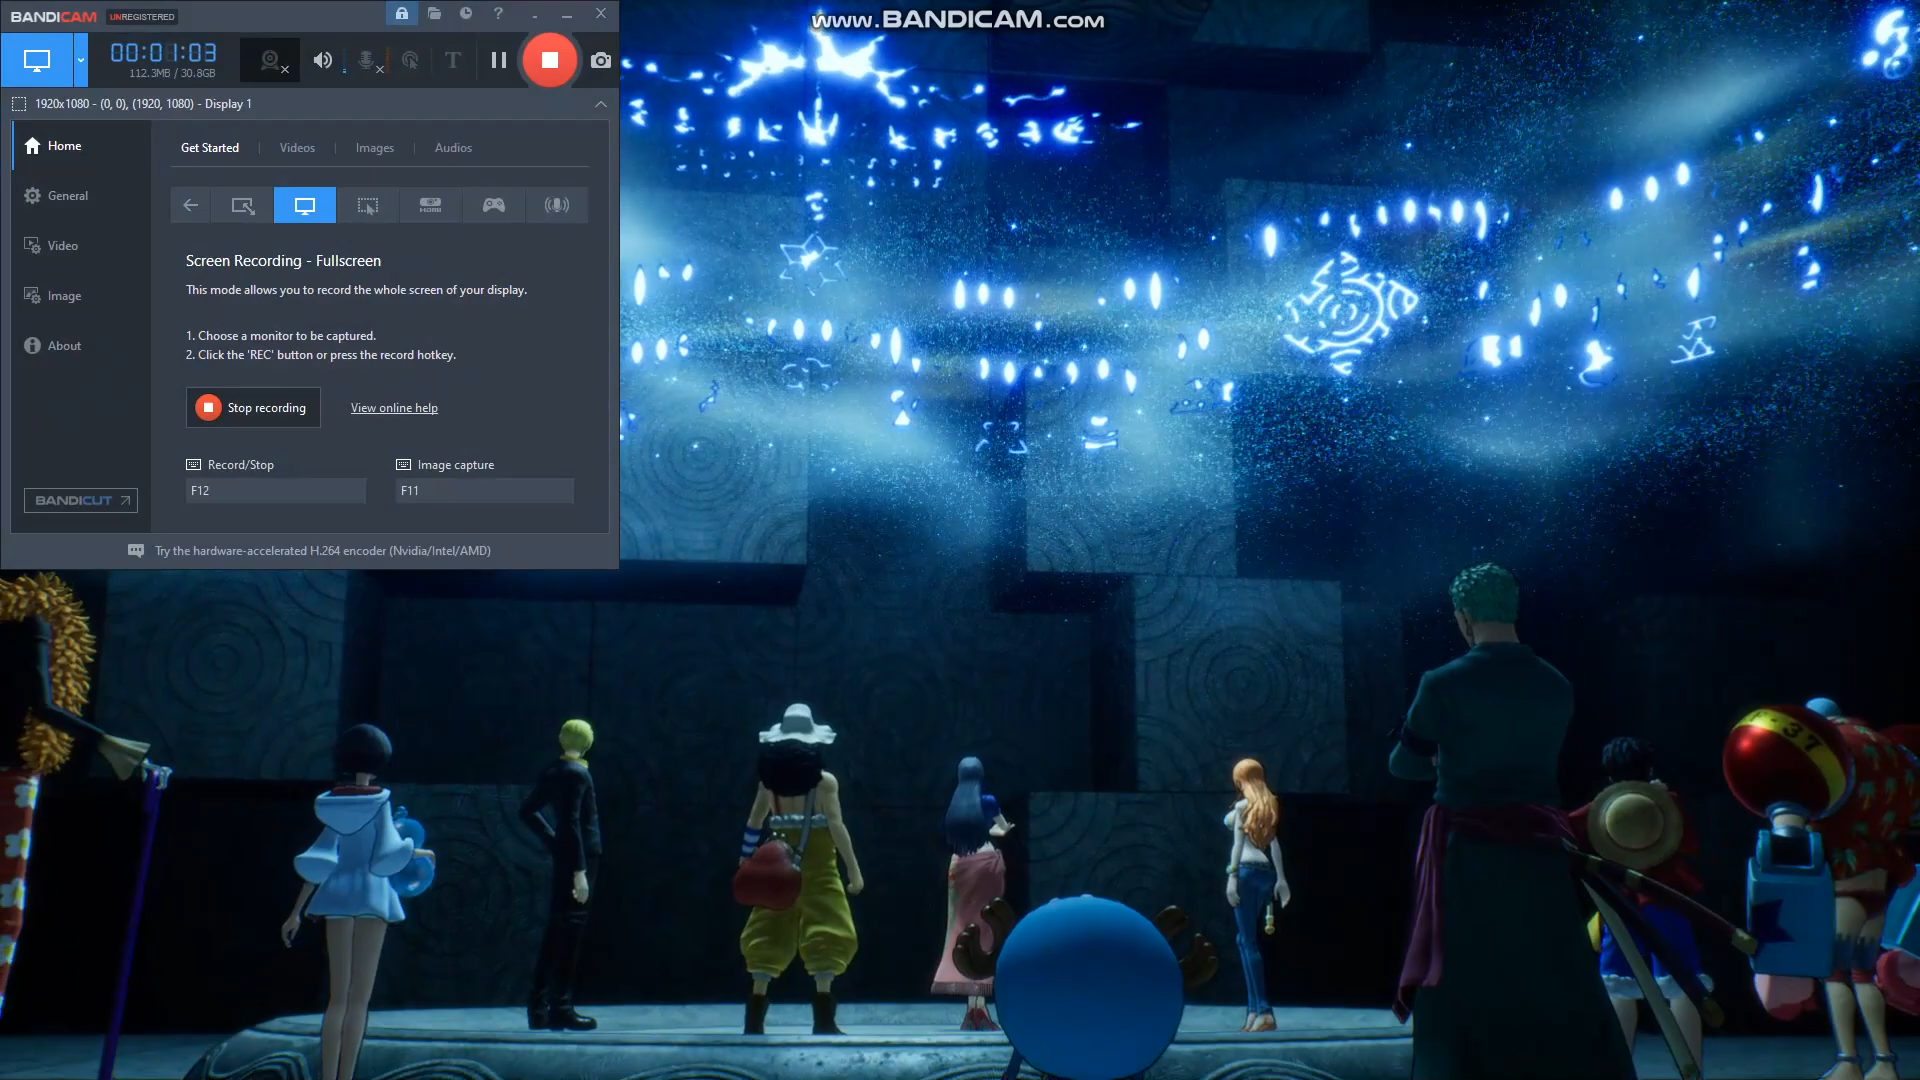 BANDICAM UNREGISTERED
www.BANDICAM.com
00:01:03
112.3MB / 30.8GB
1920x1080 - (0, 0), (1920, 1080) - Display 1
Home
General
Video
Image
About
BANDICUT
Get Started
Videos
Images
Audios
HDMI
Screen Recording - Fullscreen
This mode allows you to record the whole screen of your display.
1. Choose a monitor to be captured.
2. Click the 'REC' button or press the record hotkey.
Stop recording
View online help
Record/Stop
Image capture
F12
F11
Try the hardware-accelerated H.264 encoder (Nvidia/Intel/AMD)